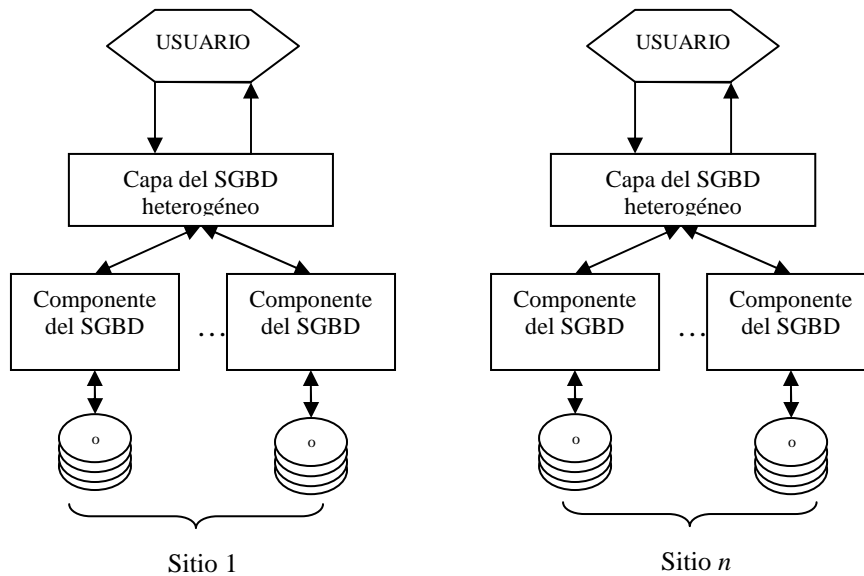 USUARIO
Capa del SGBD
heterogéneo
Componente
del SGBD
...
Componente
del SGBD
o
o
Sitio 1
USUARIO
Capa del SGBD
heterogéneo
Componente
del SGBD
...
Componente
del SGBD
o
o
Sitio n